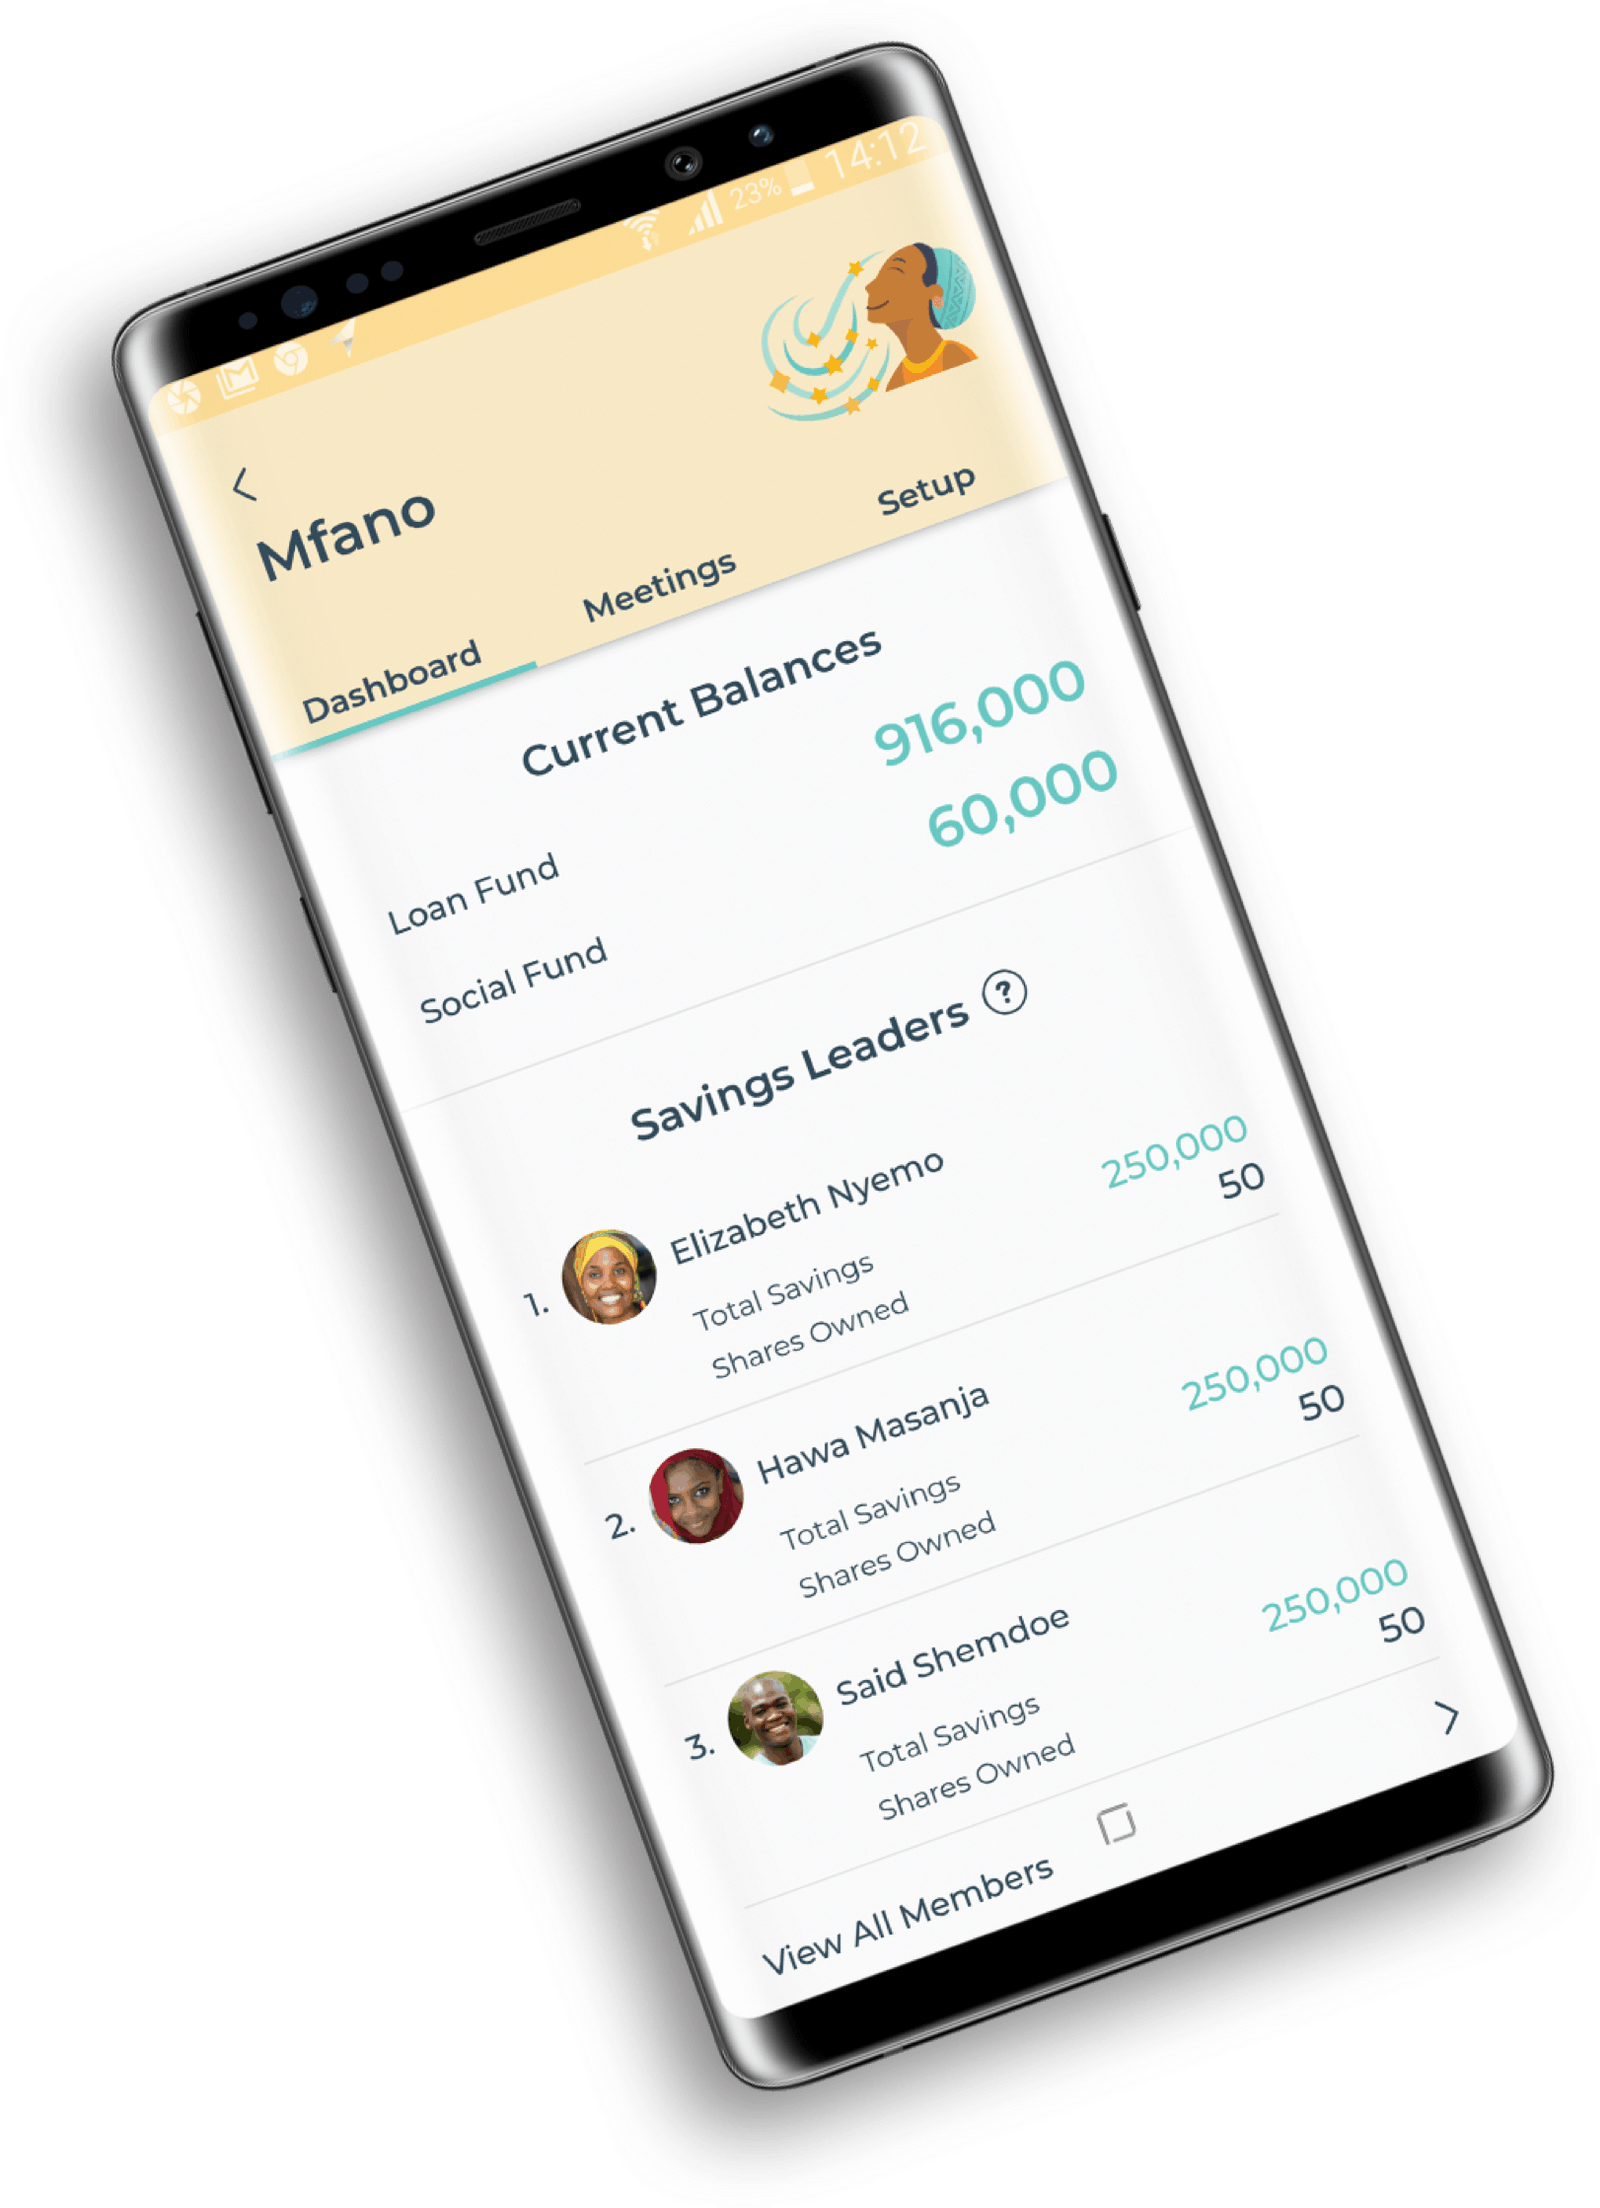 23% 14:12
Mfano
Dashboard Meetings Setup
Current Balances
Loan Fund 916,000
Social Fund 60,000
Savings Leaders ?
1. Elizabeth Nyemo
Total Savings 250,000
Shares Owned 50
2. Hawa Masanja
Total Savings 250,000
Shares Owned 50
3. Said Shemdoe
Total Savings 250,000
Shares Owned 50
View All Members